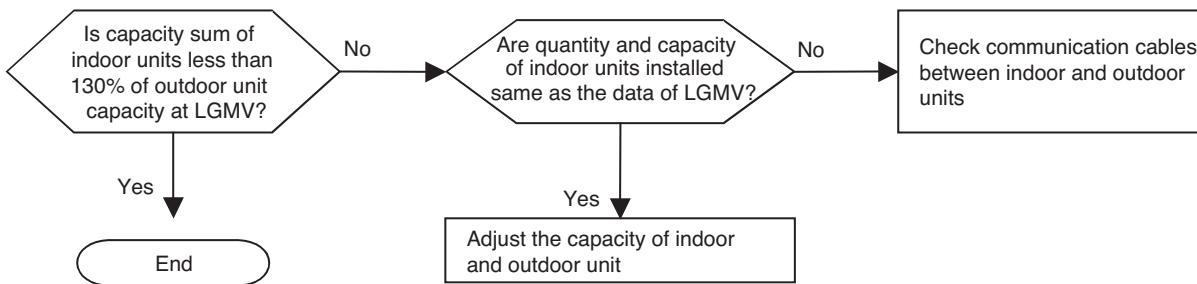 Is capacity sum of
indoor units less than
130% of outdoor unit
capacity at LGMV?
No
Are quantity and capacity
of indoor units installed
same as the data of LGMV?
No
Check communication cables
between indoor and outdoor
units
Yes
End
Yes
Adjust the capacity of indoor
and outdoor unit